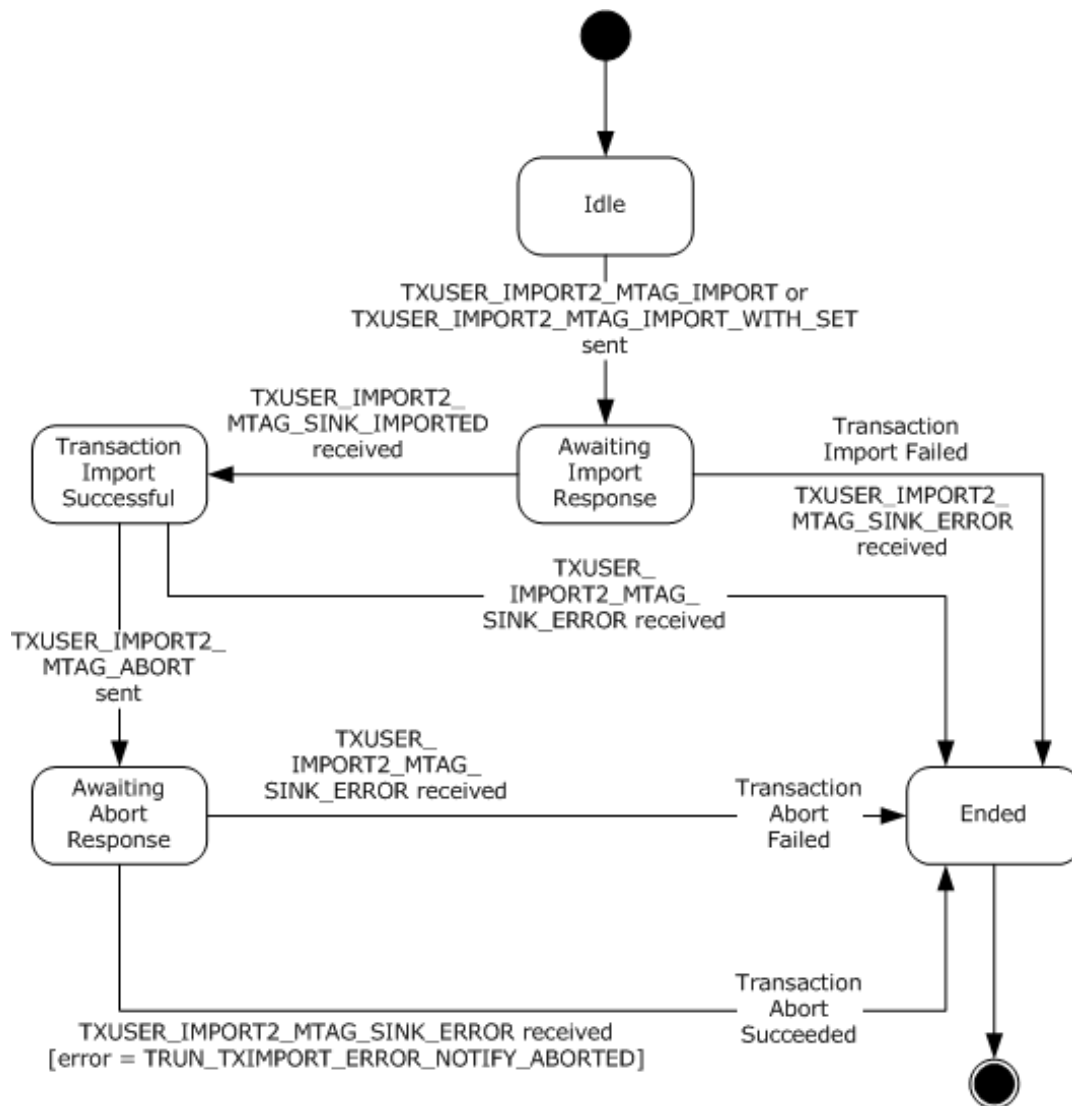 Idle
TXUSER_IMPORT2_MTAG_IMPORT or
TXUSER_IMPORT2_MTAG_IMPORT_WITH_SET
sent
TXUSER_IMPORT2_
MTAG_SINK_IMPORTED
received
Transaction
Import
Successful
Awaiting
Import
Response
Transaction
Import Failed
TXUSER_IMPORT2_
MTAG_SINK_ERROR
received
TXUSER_
IMPORT2_MTAG_
SINK_ERROR received
TXUSER_IMPORT2_
MTAG_ABORT
sent
Awaiting
Abort
Response
TXUSER_
IMPORT2_MTAG_
SINK_ERROR received
Transaction
Abort
Failed
Ended
Transaction
Abort
Succeeded
TXUSER_IMPORT2_MTAG_SINK_ERROR received
[error = TRUN_TXIMPORT_ERROR_NOTIFY_ABORTED]